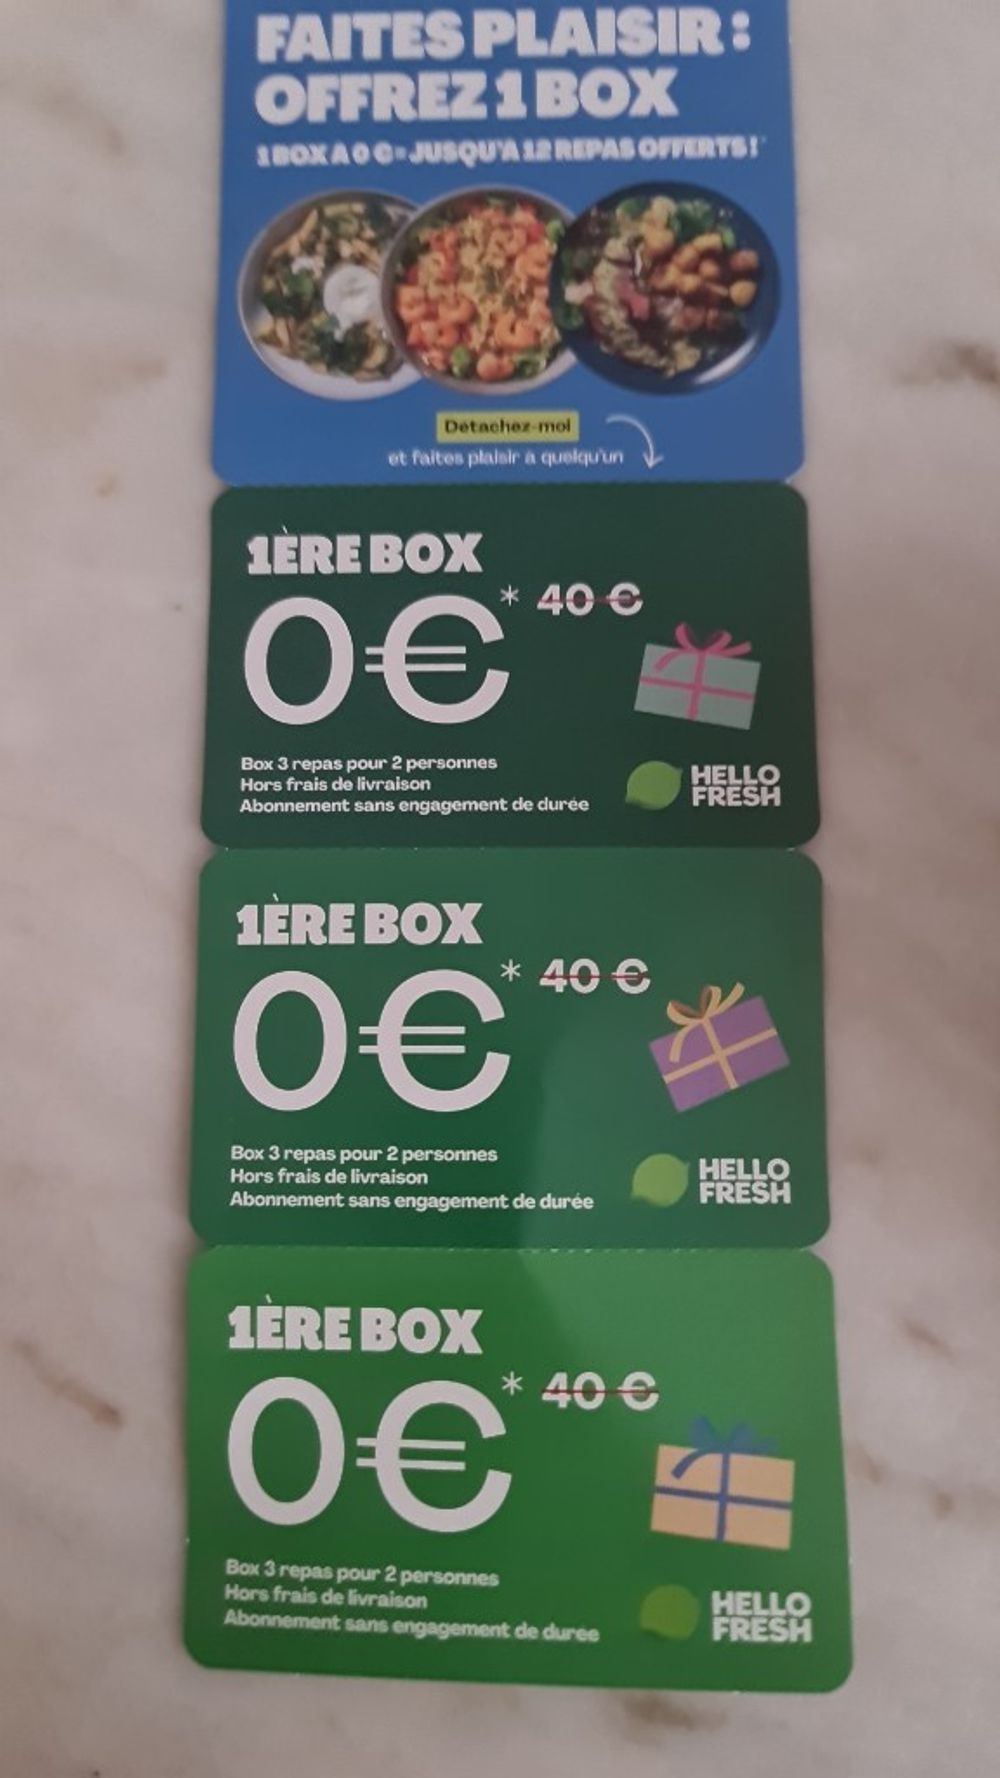 FAITES PLAISIR :
OFFREZ 1 BOX
1 BOX A 0 € = JUSQU'A 12 REPAS OFFERTS !*
Détachez-moi
et faites plaisir à quelqu'un
1ÈRE BOX
0€* 40 €
Box 3 repas pour 2 personnes
Hors frais de livraison
Abonnement sans engagement de durée
HELLO
FRESH
1ÈRE BOX
0€* 40 €
Box 3 repas pour 2 personnes
Hors frais de livraison
Abonnement sans engagement de durée
HELLO
FRESH
1ÈRE BOX
0€* 40 €
Box 3 repas pour 2 personnes
Hors frais de livraison
Abonnement sans engagement de durée
HELLO
FRESH